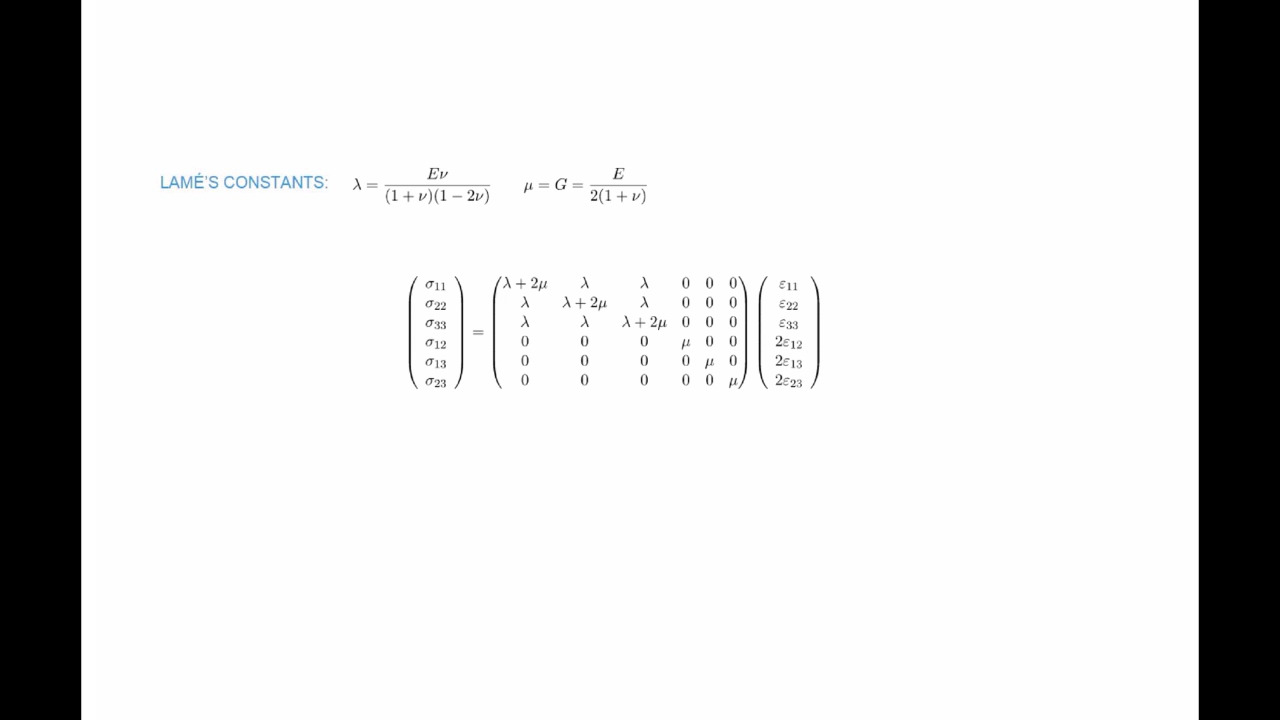 LAMÉ'S CONSTANTS: λ = Eν / (1 + ν)(1 − 2ν) μ = G = E / 2(1 + ν)
σ11 λ + 2μ λ λ 0 0 0 ε11
σ22 λ λ + 2μ λ 0 0 0 ε22
σ33 λ λ λ + 2μ 0 0 0 ε33
=
σ12 0 0 0 μ 0 0 2ε12
σ13 0 0 0 0 μ 0 2ε13
σ23 0 0 0 0 0 μ 2ε23